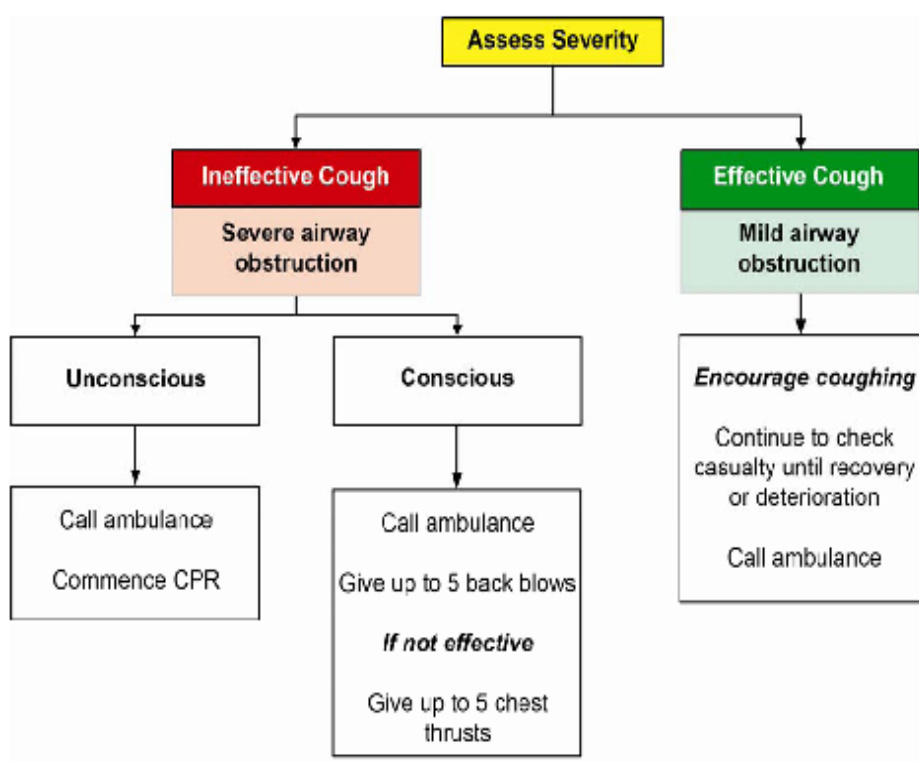 Assess Severity
Ineffective Cough
Severe airway
obstruction
Unconscious
Call ambulance
Commence CPR
Conscious
Call ambulance
Give up to 5 back blows
If not effective
Give up to 5 chest
thrusts
Effective Cough
Mild airway
obstruction
Encourage coughing
Continue to check
casualty until recovery
or deterioration
Call ambulance